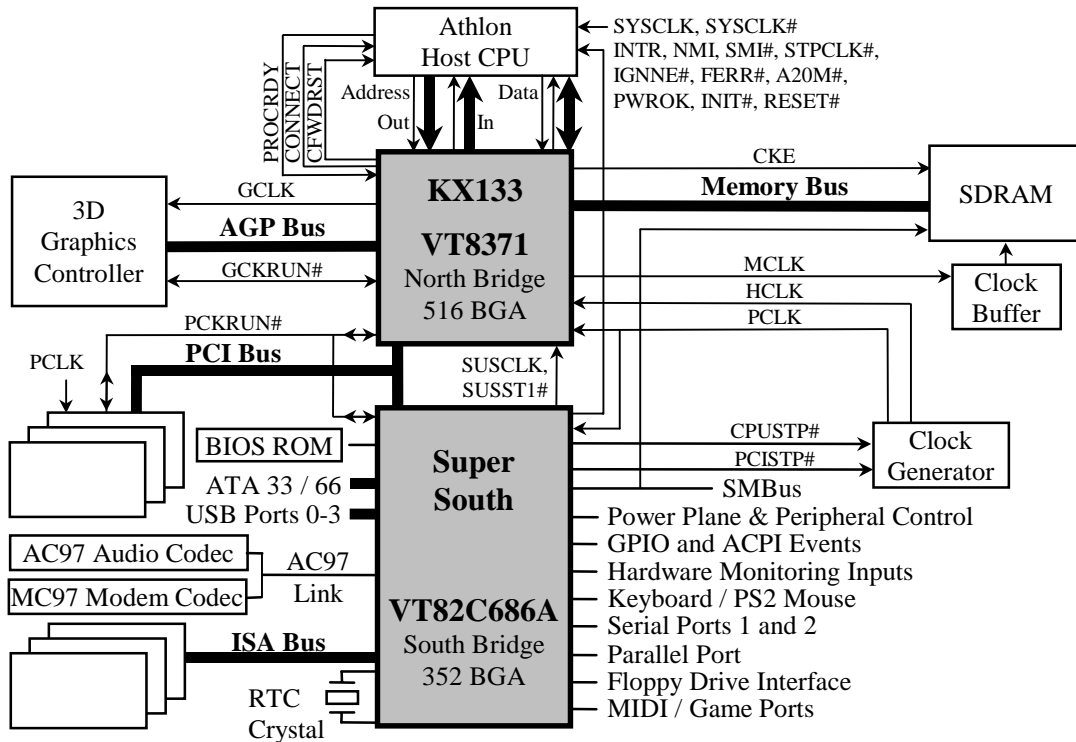 Athlon
Host CPU
SYSCLK, SYSCLK#
INTR, NMI, SMI#, STPCLK#,
IGNNE#, FERR#, A20M#,
PWROK, INIT#, RESET#
PROCRDY
CONNECT
CFWDRST
Address
Out
In
Data
KX133
VT8371
North Bridge
516 BGA
CKE
Memory Bus
SDRAM
3D
Graphics
Controller
GCLK
AGP Bus
GCKRUN#
MCLK
HCLK
PCLK
Clock
Buffer
PCKRUN#
PCI Bus
PCLK
SUSCLK,
SUSST1#
BIOS ROM
ATA 33 / 66
USB Ports 0-3
Super
South
CPUSTP#
PCISTP#
Clock
Generator
SMBus
Power Plane & Peripheral Control
GPIO and ACPI Events
Hardware Monitoring Inputs
Keyboard / PS2 Mouse
Serial Ports 1 and 2
Parallel Port
Floppy Drive Interface
MIDI / Game Ports
AC97 Audio Codec
MC97 Modem Codec
AC97
Link
VT82C686A
South Bridge
352 BGA
ISA Bus
RTC
Crystal